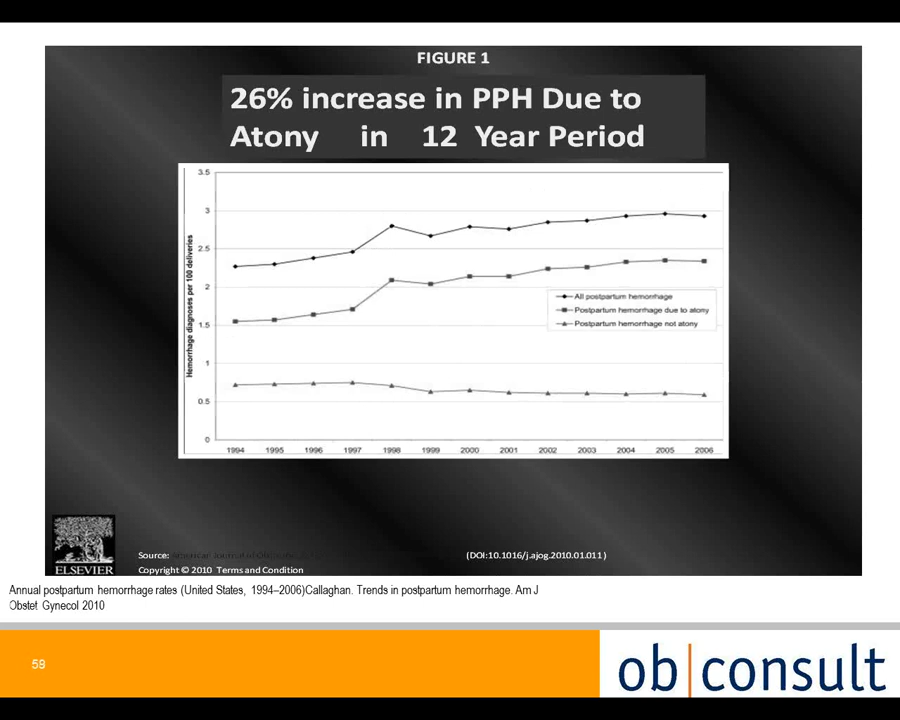 FIGURE 1
26% increase in PPH Due to
Atony in 12 Year Period
Hemorrhage diagnoses per 100 deliveries
3.5
3
2.5
2
1.5
1
0.5
0
All postpartum hemorrhage
Postpartum hemorrhage due to atony
Postpartum hemorrhage not atony
1994 1995 1996 1997 1998 1999 2000 2001 2002 2003 2004 2005 2006
ELSEVIER
Source: American Journal of (DOI:10.1016/j.ajog.2010.01.011 )
Copyright © 2010 Terms and Condition
Annual postpartum hemorrhage rates (United States, 1994–2006)Callaghan. Trends in postpartum hemorrhage. Am J
Obstet Gynecol 2010
59
ob consult